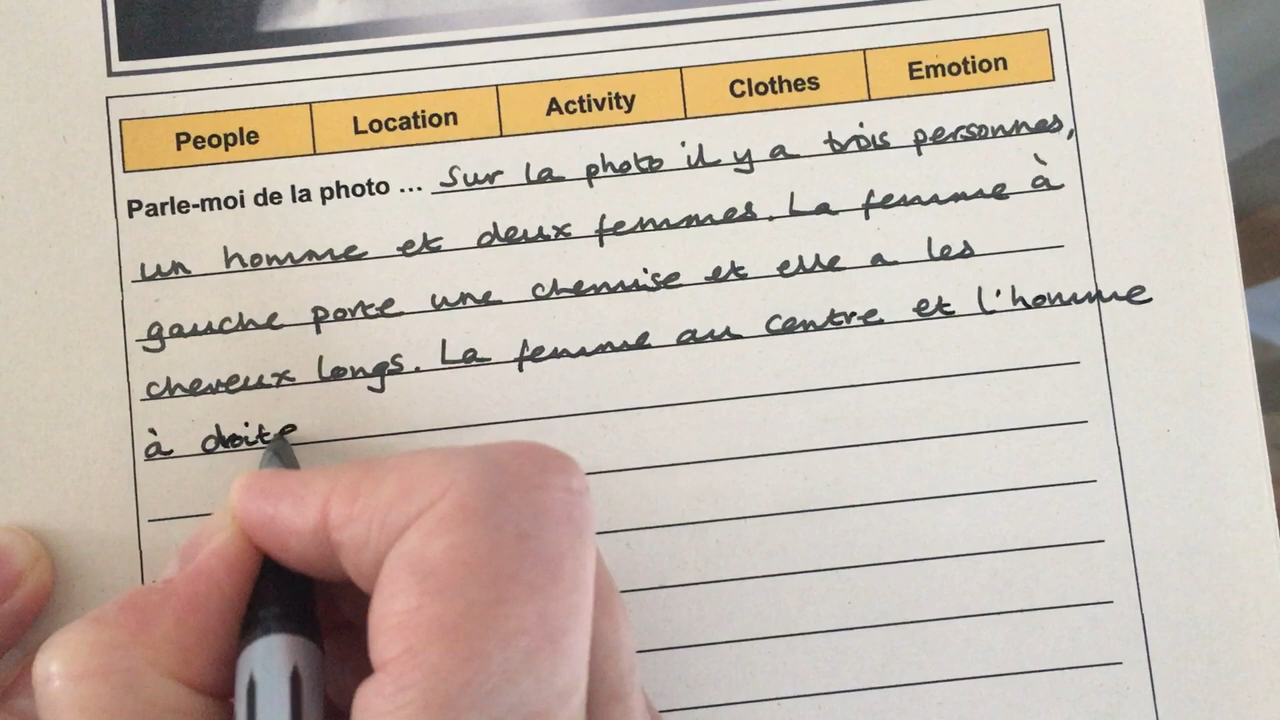 People Location Activity Clothes Emotion
Parle-moi de la photo ... Sur la photo il y a trois personnes,
un homme et deux femmes. La femme à
gauche porte une chemise et elle a les
cheveux longs. La femme au centre et l'homme
à droite